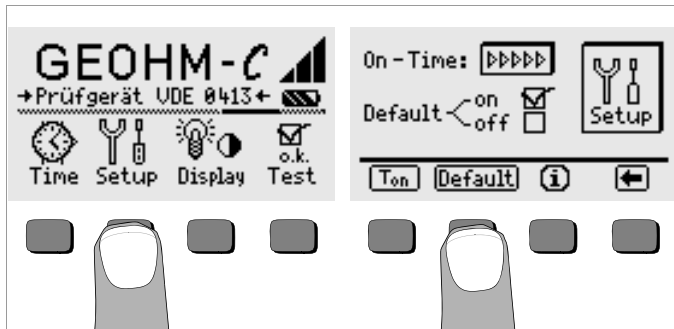 GEOHM-C
➔Prüfgerät VDE 0413←
Time Setup Display o.k. Test
On-Time: ▷▷▷▷▷
Default on
off
Setup
Ton Default i ←